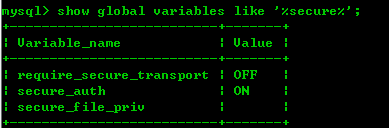 mysql> show global variables like '%secure%';
+--------------------------+-------+
| Variable_name            | Value |
+--------------------------+-------+
| require_secure_transport | OFF   |
| secure_auth              | ON    |
| secure_file_priv         |       |
+--------------------------+-------+